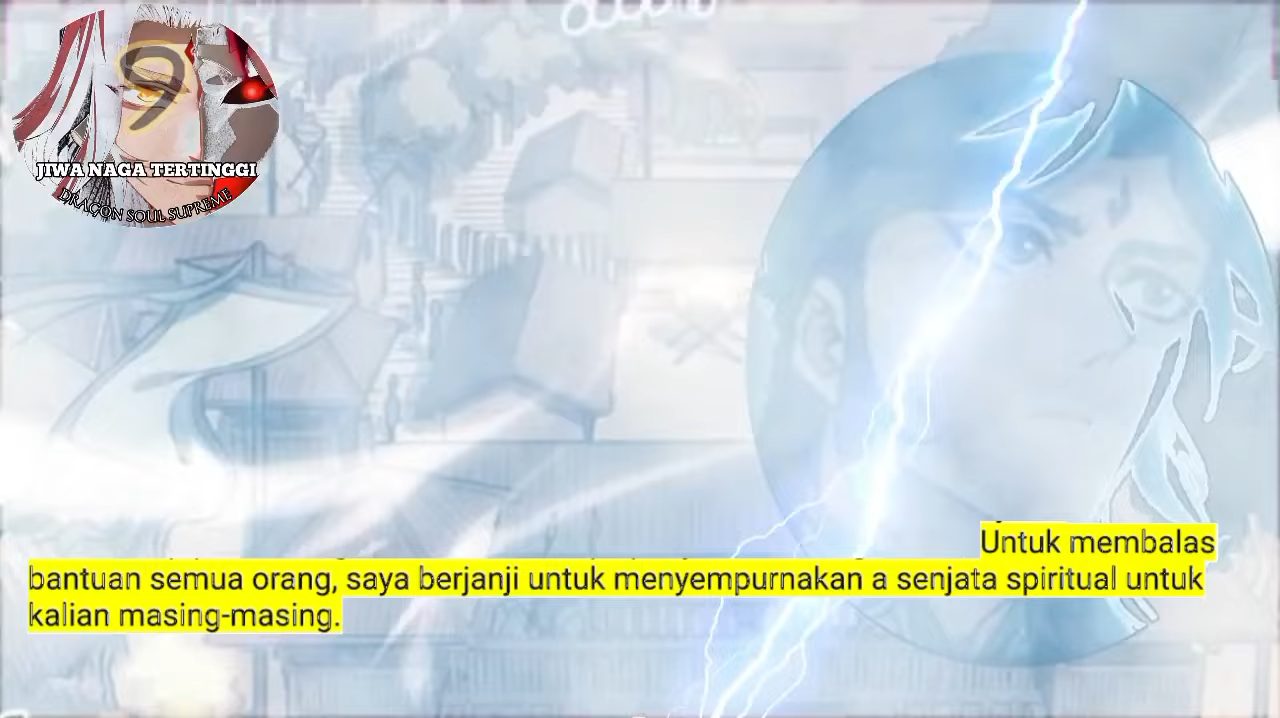 9
JIWA NAGA TERTINGGI
DRAGON SOUL SUPREME
Untuk membalas
bantuan semua orang, saya berjanji untuk menyempurnakan a senjata spiritual untuk
kalian masing-masing.